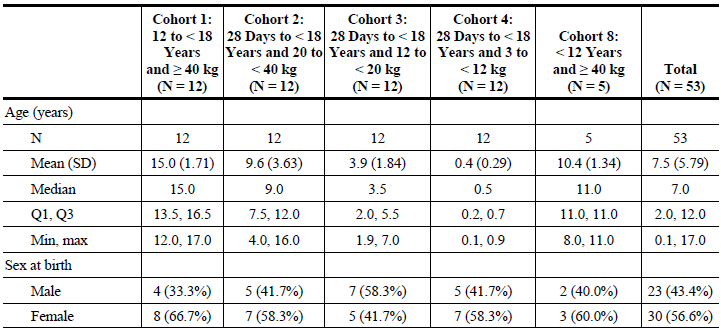 Cohort 1: 12 to < 18 Years and ≥ 40 kg (N = 12) Cohort 2: 28 Days to < 18 Years and 20 to < 40 kg (N = 12) Cohort 3: 28 Days to < 18 Years and 12 to < 20 kg (N = 12) Cohort 4: 28 Days to < 18 Years and 3 to < 12 kg (N = 12) Cohort 8: < 12 Years and ≥ 40 kg (N = 5) Total (N = 53)
Age (years)
N 12 12 12 12 5 53
Mean (SD) 15.0 (1.71) 9.6 (3.63) 3.9 (1.84) 0.4 (0.29) 10.4 (1.34) 7.5 (5.79)
Median 15.0 9.0 3.5 0.5 11.0 7.0
Q1, Q3 13.5, 16.5 7.5, 12.0 2.0, 5.5 0.2, 0.7 11.0, 11.0 2.0, 12.0
Min, max 12.0, 17.0 4.0, 16.0 1.9, 7.0 0.1, 0.9 8.0, 11.0 0.1, 17.0
Sex at birth
Male 4 (33.3%) 5 (41.7%) 7 (58.3%) 5 (41.7%) 2 (40.0%) 23 (43.4%)
Female 8 (66.7%) 7 (58.3%) 5 (41.7%) 7 (58.3%) 3 (60.0%) 30 (56.6%)